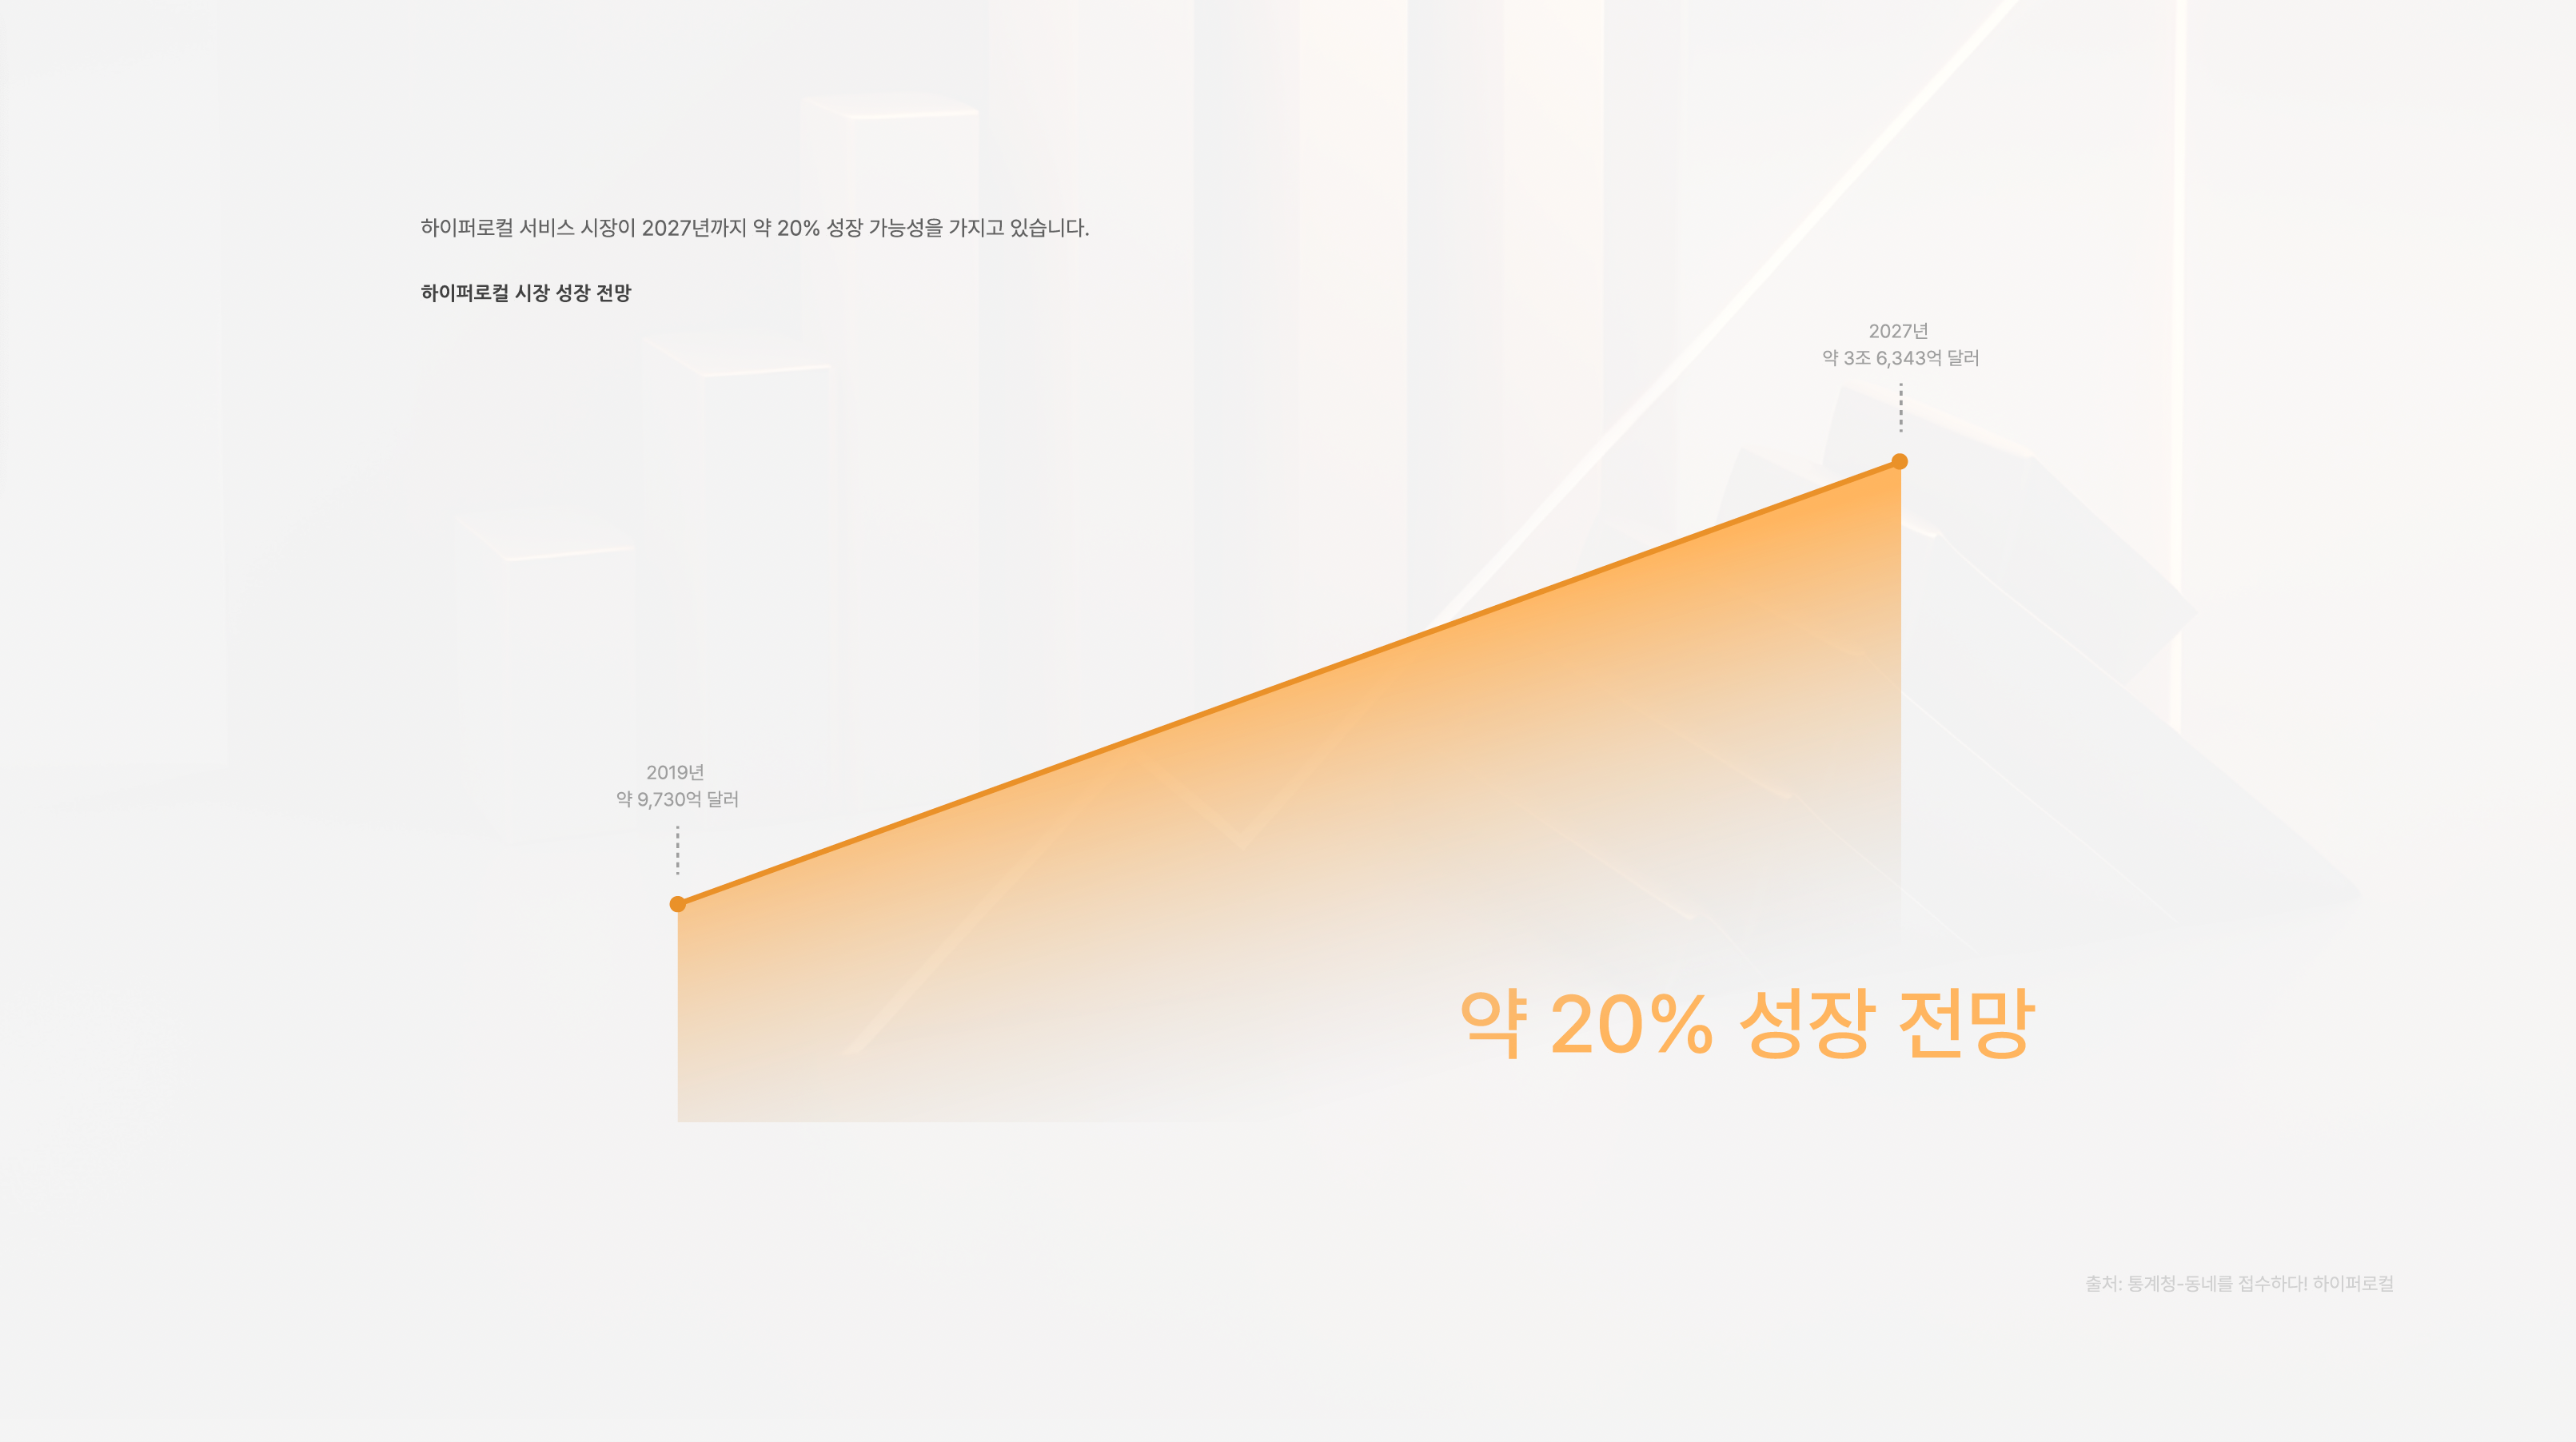 하이퍼로컬 서비스 시장이 2027년까지 약 20% 성장 가능성을 가지고 있습니다.
하이퍼로컬 시장 성장 전망
2027년
약 3조 6,343억 달러
2019년
약 9,730억 달러
약 20% 성장 전망
출처: 통계청-동네를 접수하다! 하이퍼로컬